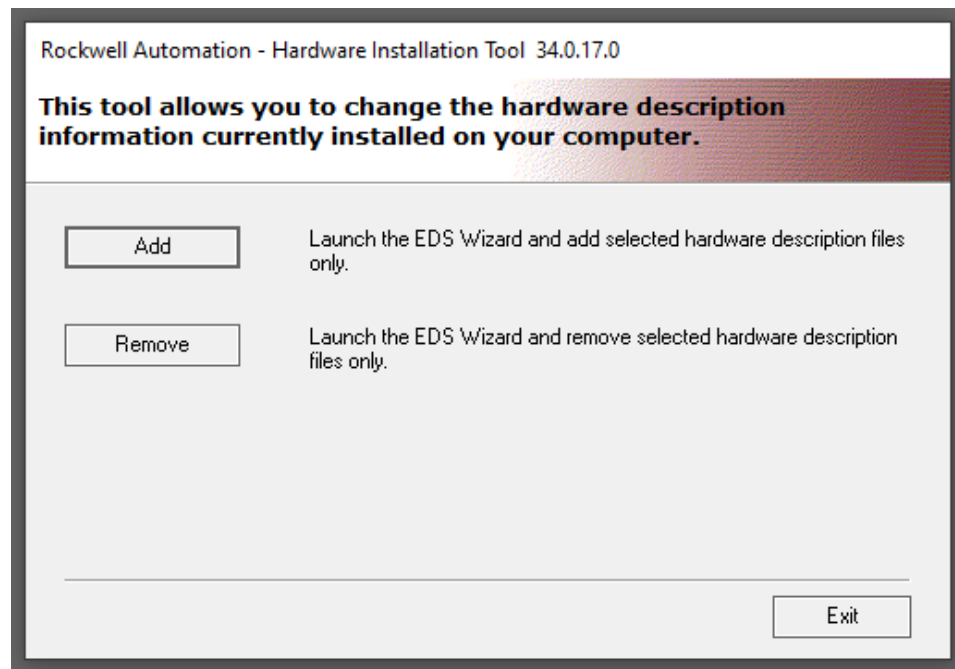 Rockwell Automation - Hardware Installation Tool 34.0.17.0
This tool allows you to change the hardware description
information currently installed on your computer.
Add
Launch the EDS Wizard and add selected hardware description files
only.
Remove
Launch the EDS Wizard and remove selected hardware description
files only.
Exit